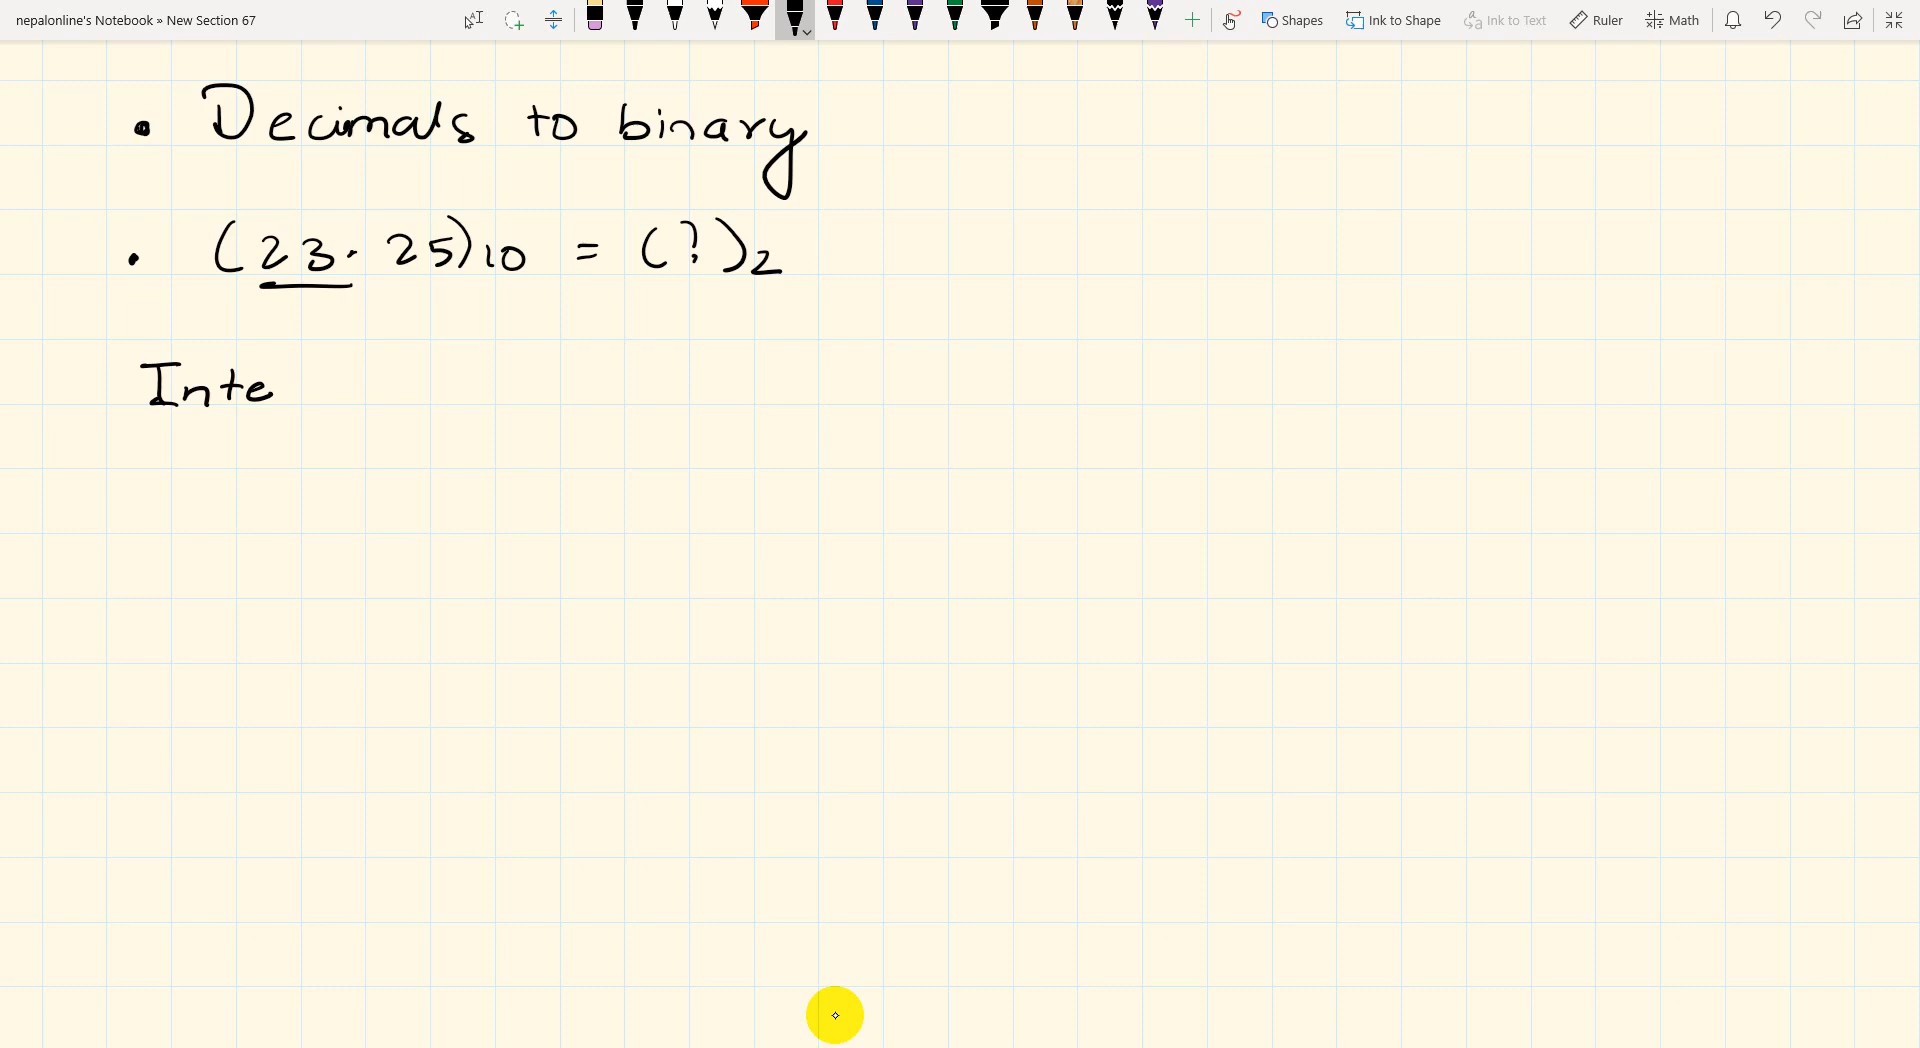 nepalonline's Notebook » New Section 67
Shapes
Ink to Shape
Ink to Text
Ruler
Math
• Decimals to binary
• (23.25)10 = (?)2
Inte